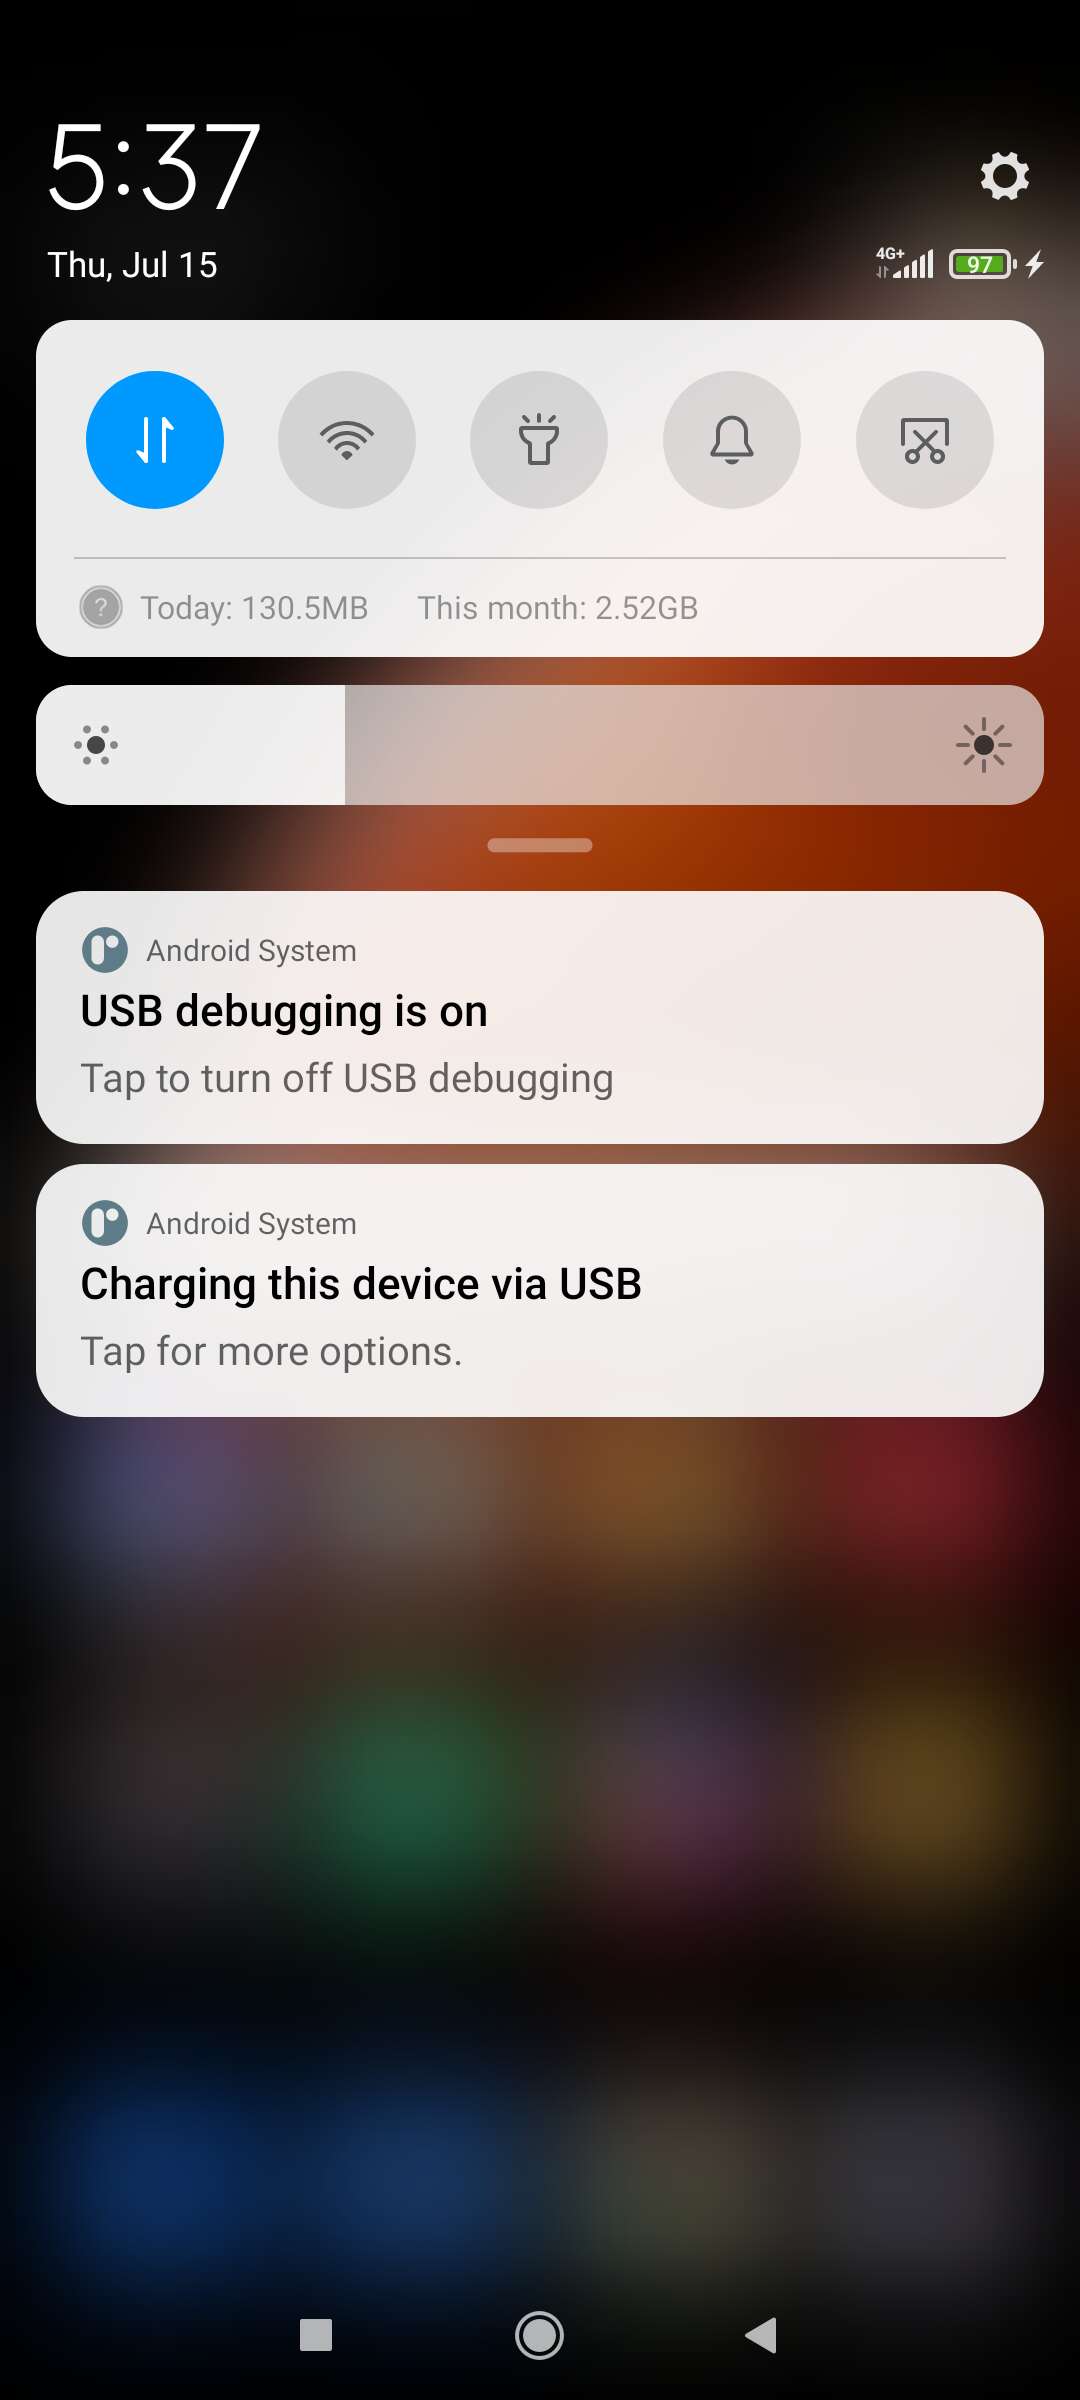 5:37
Thu, Jul 15
4G+
97
?
Today: 130.5MB This month: 2.52GB
Android System
USB debugging is on
Tap to turn off USB debugging
Android System
Charging this device via USB
Tap for more options.